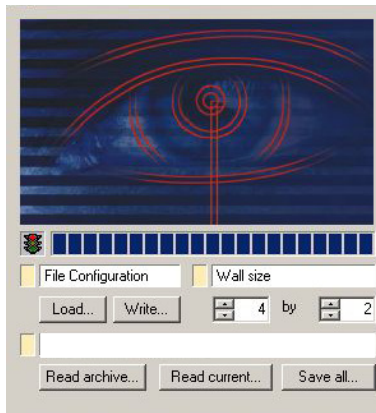 File Configuration Wall size
Load... Write... 4 by 2
Read archive... Read current... Save all...